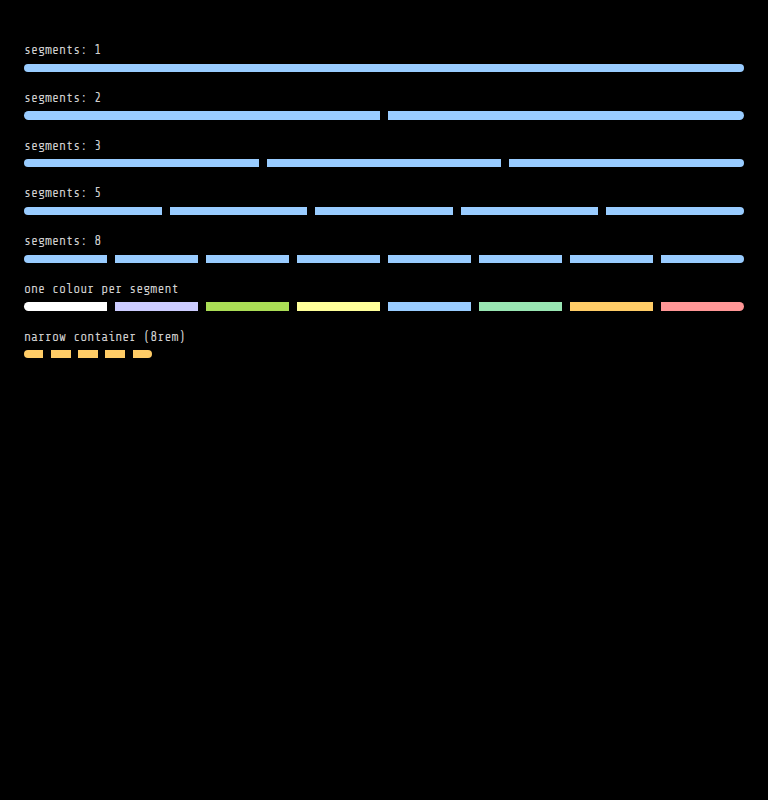 segments: 1
segments: 2
segments: 3
segments: 5
segments: 8
one colour per segment
narrow container (8rem)